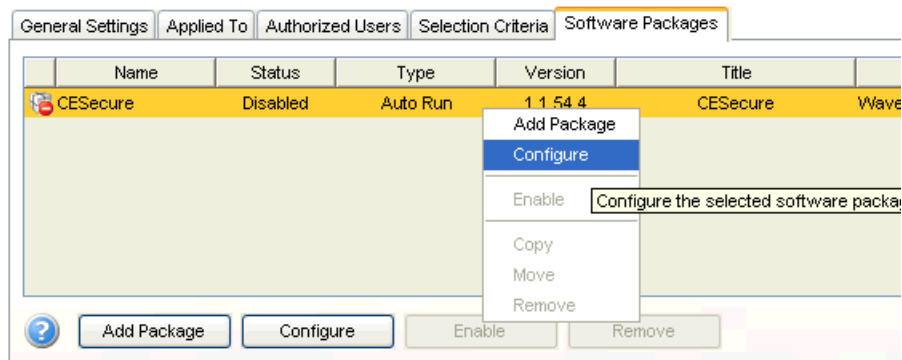 General Settings Applied To Authorized Users Selection Criteria Software Packages
Name Status Type Version Title
CESecure Disabled Auto Run 1.1.54.4 CESecure Wave
Add Package
Configure
Enable Configure the selected software packag
Copy
Move
Remove
? Add Package Configure Enable Remove